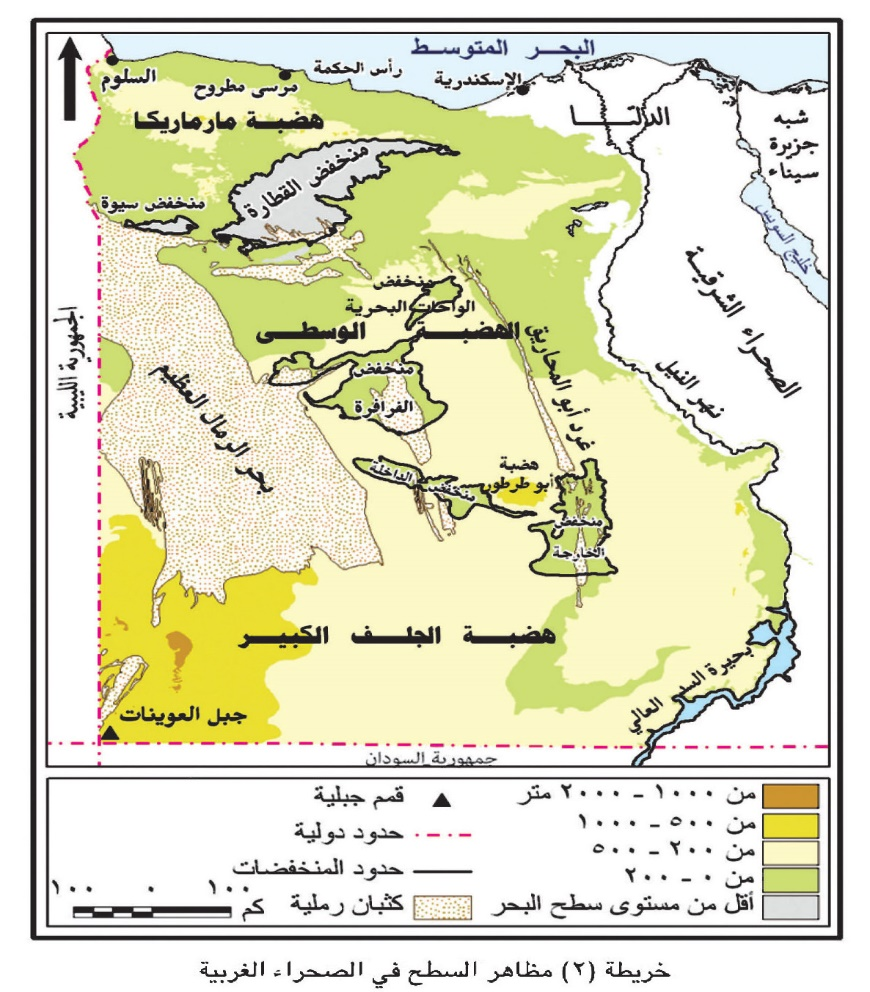 البحر المتوسط
السلوم
مرسى مطروح
رأس الحكمة
الإسكندرية
هضبة مارماريكا
الدلتا
شبه
جزيرة
سيناء
خليج السويس
منخفض القطارة
منخفض سيوة
الصحراء الشرقية
نهر النيل
الجمهورية الليبية
منخفض
الواحات البحرية
الهضبة الوسطى
غرد أبو المحاريق
بحر الرمال العظيم
منخفض
الفرافرة
هضبة
أبو طرطور
منخفض الداخلة
منخفض
الخارجة
هضبة الجلف الكبير
بحيرة السد العالي
جبل العوينات
جمهورية السودان
من ١٠٠٠ - ٢٠٠٠ متر
من ٥٠٠ - ١٠٠٠
من ٢٠٠ - ٥٠٠
من ٠ - ٢٠٠
أقل من مستوى سطح البحر
قمم جبلية
حدود دولية
حدود المنخفضات
كثبان رملية
١٠٠ ٠ ١٠٠
كم
خريطة (٢) مظاهر السطح في الصحراء الغربية